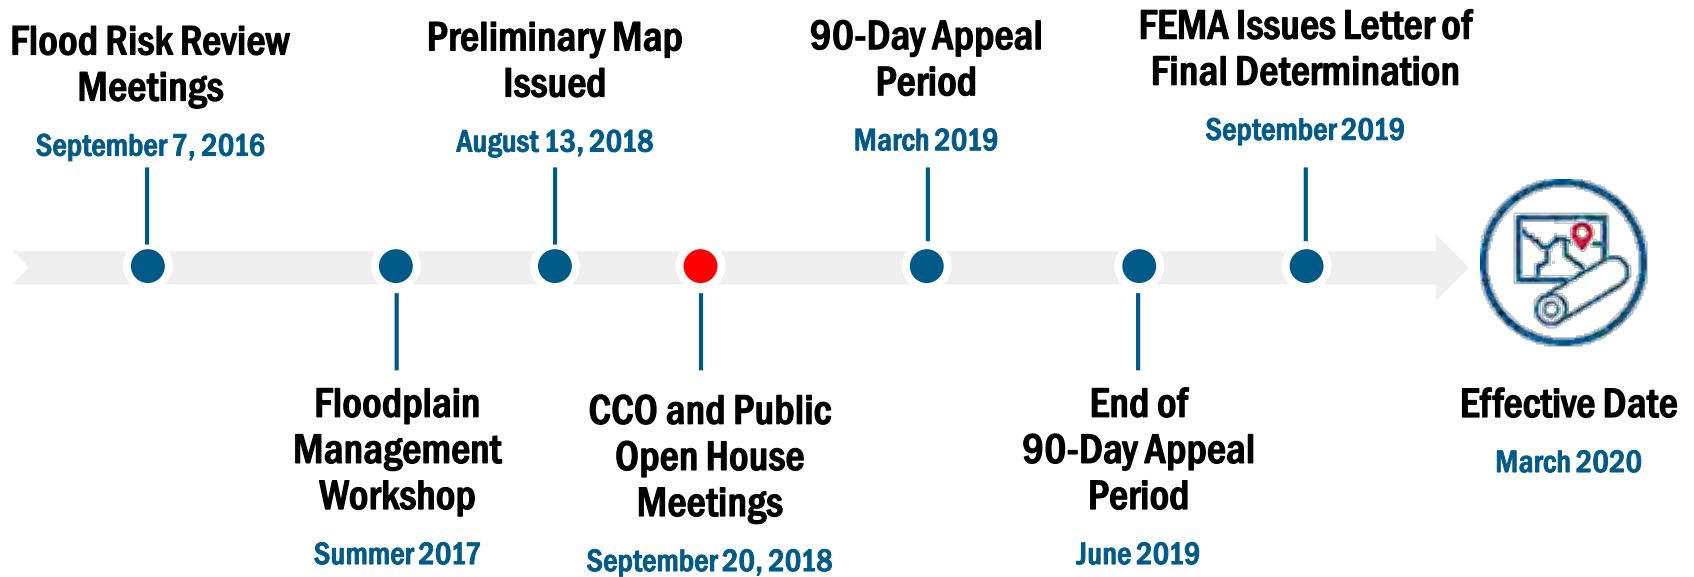 Flood Risk Review
Meetings
September 7, 2016
Floodplain
Management
Workshop
Summer 2017
Preliminary Map
Issued
August 13, 2018
CCO and Public
Open House
Meetings
September 20, 2018
90-Day Appeal
Period
March 2019
End of
90-Day Appeal
Period
June 2019
FEMA Issues Letter of
Final Determination
September 2019
Effective Date
March 2020